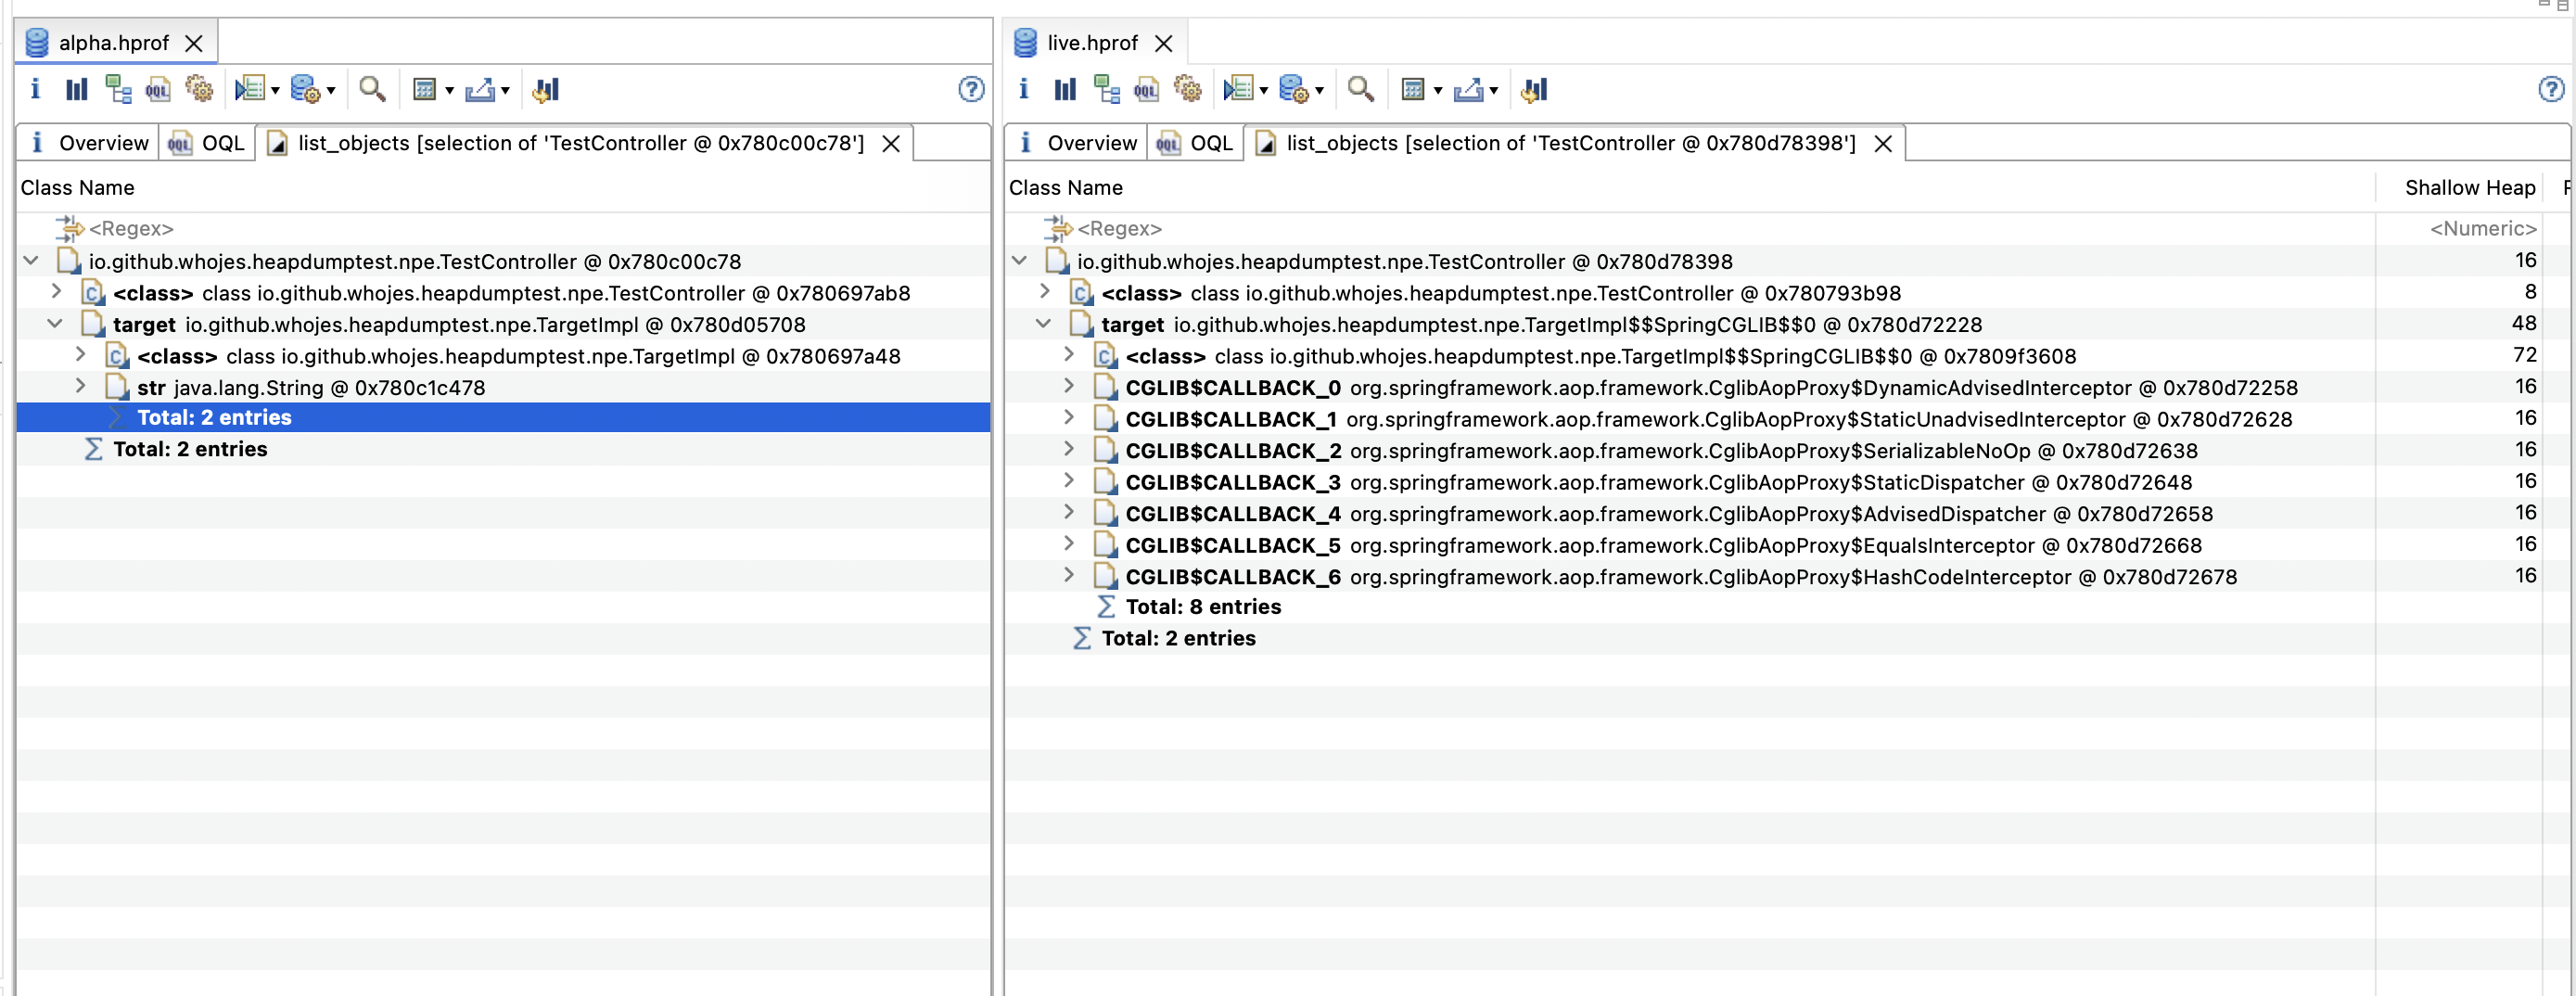 alpha.hprof
Overview OQL list_objects [selection of 'TestController @ 0x780c00c78']
Class Name
<Regex>
io.github.whojes.heapdumptest.npe.TestController @ 0x780c00c78
<class> class io.github.whojes.heapdumptest.npe.TestController @ 0x780697ab8
target io.github.whojes.heapdumptest.npe.TargetImpl @ 0x780d05708
<class> class io.github.whojes.heapdumptest.npe.TargetImpl @ 0x780697a48
str java.lang.String @ 0x780c1c478
Total: 2 entries
Total: 2 entries
live.hprof
Overview OQL list_objects [selection of 'TestController @ 0x780d78398']
Class Name Shallow Heap
<Regex> <Numeric>
io.github.whojes.heapdumptest.npe.TestController @ 0x780d78398 16
<class> class io.github.whojes.heapdumptest.npe.TestController @ 0x780793b98 8
target io.github.whojes.heapdumptest.npe.TargetImpl$$SpringCGLIB$$0 @ 0x780d72228 48
<class> class io.github.whojes.heapdumptest.npe.TargetImpl$$SpringCGLIB$$0 @ 0x7809f3608 72
CGLIB$CALLBACK_0 org.springframework.aop.framework.CglibAopProxy$DynamicAdvisedInterceptor @ 0x780d72258 16
CGLIB$CALLBACK_1 org.springframework.aop.framework.CglibAopProxy$StaticUnadvisedInterceptor @ 0x780d72628 16
CGLIB$CALLBACK_2 org.springframework.aop.framework.CglibAopProxy$SerializableNoOp @ 0x780d72638 16
CGLIB$CALLBACK_3 org.springframework.aop.framework.CglibAopProxy$StaticDispatcher @ 0x780d72648 16
CGLIB$CALLBACK_4 org.springframework.aop.framework.CglibAopProxy$AdvisedDispatcher @ 0x780d72658 16
CGLIB$CALLBACK_5 org.springframework.aop.framework.CglibAopProxy$EqualsInterceptor @ 0x780d72668 16
CGLIB$CALLBACK_6 org.springframework.aop.framework.CglibAopProxy$HashCodeInterceptor @ 0x780d72678 16
Total: 8 entries
Total: 2 entries